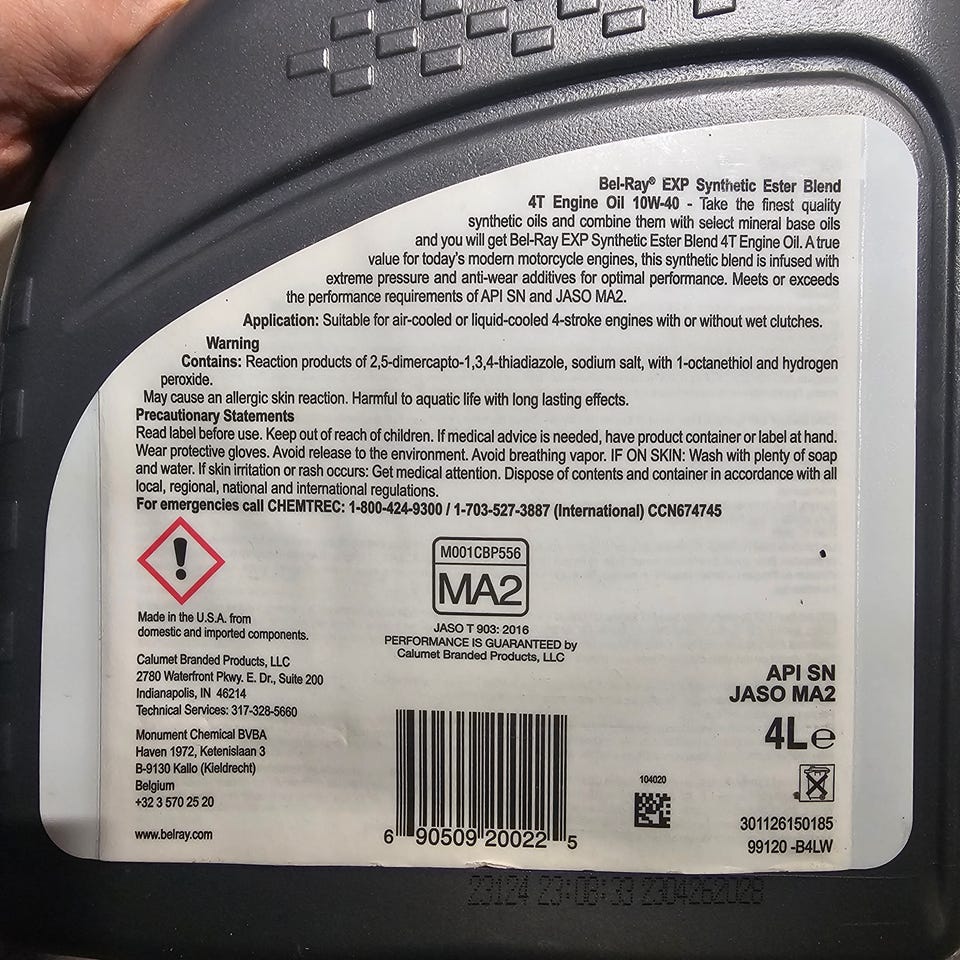 Bel-Ray® EXP Synthetic Ester Blend
4T Engine Oil 10W-40 - Take the finest quality
synthetic oils and combine them with select mineral base oils
and you will get Bel-Ray EXP Synthetic Ester Blend 4T Engine Oil. A true
value for today's modern motorcycle engines, this synthetic blend is infused with
extreme pressure and anti-wear additives for optimal performance. Meets or exceeds
the performance requirements of API SN and JASO MA2.
Application: Suitable for air-cooled or liquid-cooled 4-stroke engines with or without wet clutches.
Warning
Contains: Reaction products of 2,5-dimercapto-1,3,4-thiadiazole, sodium salt, with 1-octanethiol and hydrogen
peroxide.
May cause an allergic skin reaction. Harmful to aquatic life with long lasting effects.
Precautionary Statements
Read label before use. Keep out of reach of children. If medical advice is needed, have product container or label at hand.
Wear protective gloves. Avoid release to the environment. Avoid breathing vapor. IF ON SKIN: Wash with plenty of soap
and water. If skin irritation or rash occurs: Get medical attention. Dispose of contents and container in accordance with all
local, regional, national and international regulations.
For emergencies call CHEMTREC: 1-800-424-9300 / 1-703-527-3887 (International) CCN674745
M001CBP556
MA2
JASO T 903: 2016
PERFORMANCE IS GUARANTEED by
Calumet Branded Products, LLC
Made in the U.S.A. from
domestic and imported components.
Calumet Branded Products, LLC
2780 Waterfront Pkwy. E. Dr., Suite 200
Indianapolis, IN 46214
Technical Services: 317-328-5660
Monument Chemical BVBA
Haven 1972, Ketenislaan 3
B-9130 Kallo (Kieldrecht)
Belgium
+32 3 570 25 20
www.belray.com
6 90509 20022 5
API SN
JASO MA2
4L ℮
104020
301126150185
99120 -B4LW
23124 23:08:33 2304262028